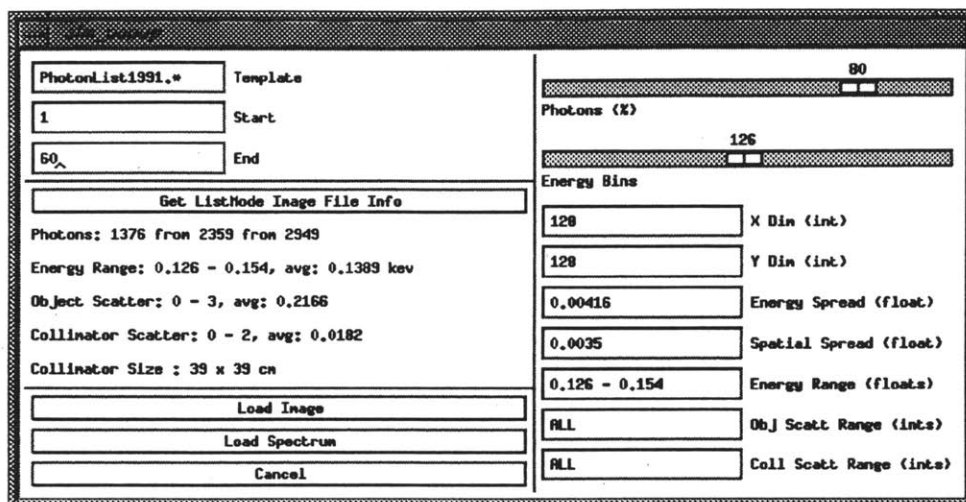 PhotonList1991.* Template
1 Start
60 End
Get ListMode Image File Info
Photons: 1376 from 2359 from 2949
Energy Range: 0.126 - 0.154, avg: 0.1389 kev
Object Scatter: 0 - 3, avg: 0.2166
Collimator Scatter: 0 - 2, avg: 0.0182
Collimator Size : 39 x 39 cm
Load Image
Load Spectrum
Cancel
80
Photons (%)
126
Energy Bins
128 X Dim (int)
128 Y Dim (int)
0.00416 Energy Spread (float)
0.0035 Spatial Spread (float)
0.126 - 0.154 Energy Range (floats)
ALL Obj Scatt Range (ints)
ALL Coll Scatt Range (ints)